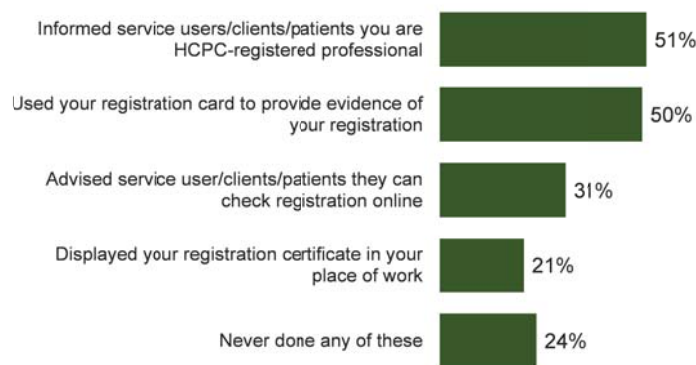 Informed service users/clients/patients you are
HCPC-registered professional
51%
Used your registration card to provide evidence of
your registration
50%
Advised service user/clients/patients they can
check registration online
31%
Displayed your registration certificate in your
place of work
21%
Never done any of these
24%